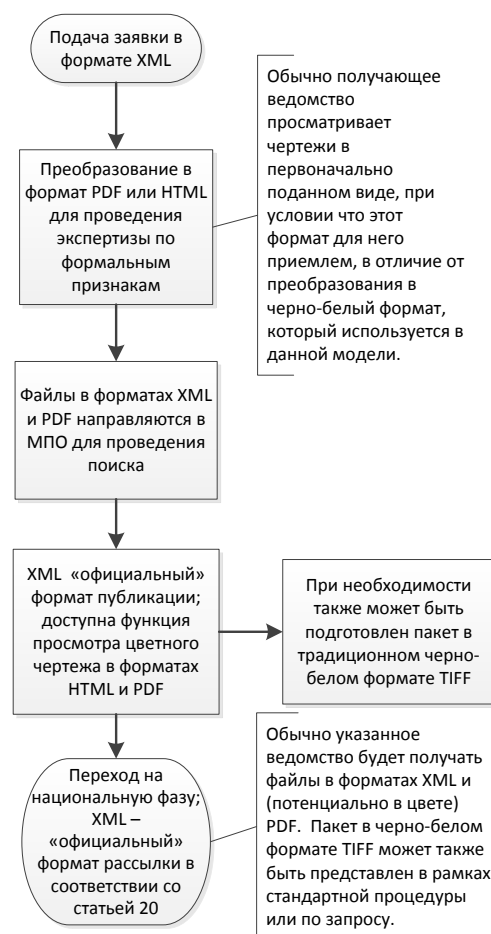 Подача заявки в
формате XML
Обычно получающее
ведомство
просматривает
чертежи в
первоначально
поданном виде, при
условии что этот
формат для него
приемлем, в отличие от
преобразования в
черно-белый формат,
который используется в
данной модели.
Преобразование в
формат PDF или HTML
для проведения
экспертизы по
формальным
признакам
Файлы в форматах XML
и PDF направляются в
МПО для проведения
поиска
XML «официальный»
формат публикации;
доступна функция
просмотра цветного
чертежа в форматах
HTML и PDF
При необходимости
также может быть
подготовлен пакет в
традиционном черно-
белом формате TIFF
Переход на
национальную фазу;
XML –
«официальный»
формат рассылки в
соответствии со
статьей 20
Обычно указанное
ведомство будет получать
файлы в форматах XML и
(потенциально в цвете)
PDF. Пакет в черно-белом
формате TIFF может также
быть представлен в рамках
стандартной процедуры
или по запросу.